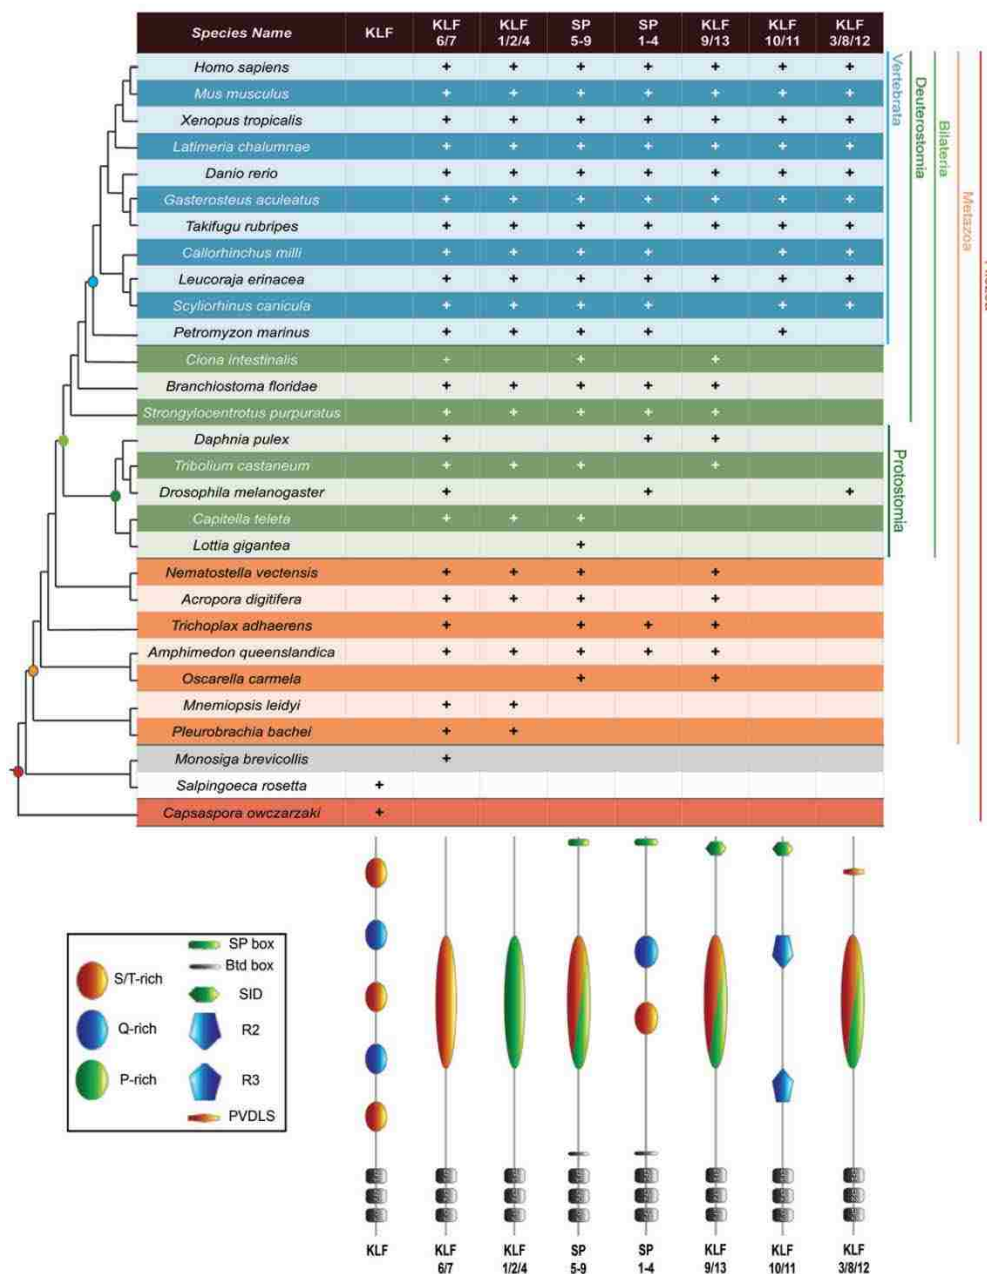 Species Name KLF KLF 6/7 KLF 1/2/4 SP 5-9 SP 1-4 KLF 9/13 KLF 10/11 KLF 3/8/12
Homo sapiens + + + + + + +
Mus musculus + + + + + + +
Xenopus tropicalis + + + + + + +
Latimeria chalumnae + + + + + + +
Danio rerio + + + + + + +
Gasterosteus aculeatus + + + + + + +
Takifugu rubripes + + + + + + +
Callorhinchus milli + + + + + +
Leucoraja erinacea + + + + + + +
Scyliorhinus canicula + + + + + +
Petromyzon marinus + + + + +
Ciona intestinalis + + +
Branchiostoma floridae + + + + +
Strongylocentrotus purpuratus + + + + +
Daphnia pulex + + +
Tribolium castaneum + + + +
Drosophila melanogaster + + +
Capitella teleta + + +
Lottia gigantea +
Nematostella vectensis + + + +
Acropora digitifera + + + +
Trichoplax adhaerens + + + +
Amphimedon queenslandica + + + + +
Oscarella carmela + +
Mnemiopsis leidyi + +
Pleurobrachia bachei + +
Monosiga brevicollis +
Salpingoeca rosetta +
Capsaspora owczarzaki +
Vertebrata
Deuterostomia
Protostomia
Bilateria
Metazoa
S/T-rich
Q-rich
P-rich
SP box
Btd box
SID
R2
R3
PVDLS
KLF KLF 6/7 KLF 1/2/4 SP 5-9 SP 1-4 KLF 9/13 KLF 10/11 KLF 3/8/12